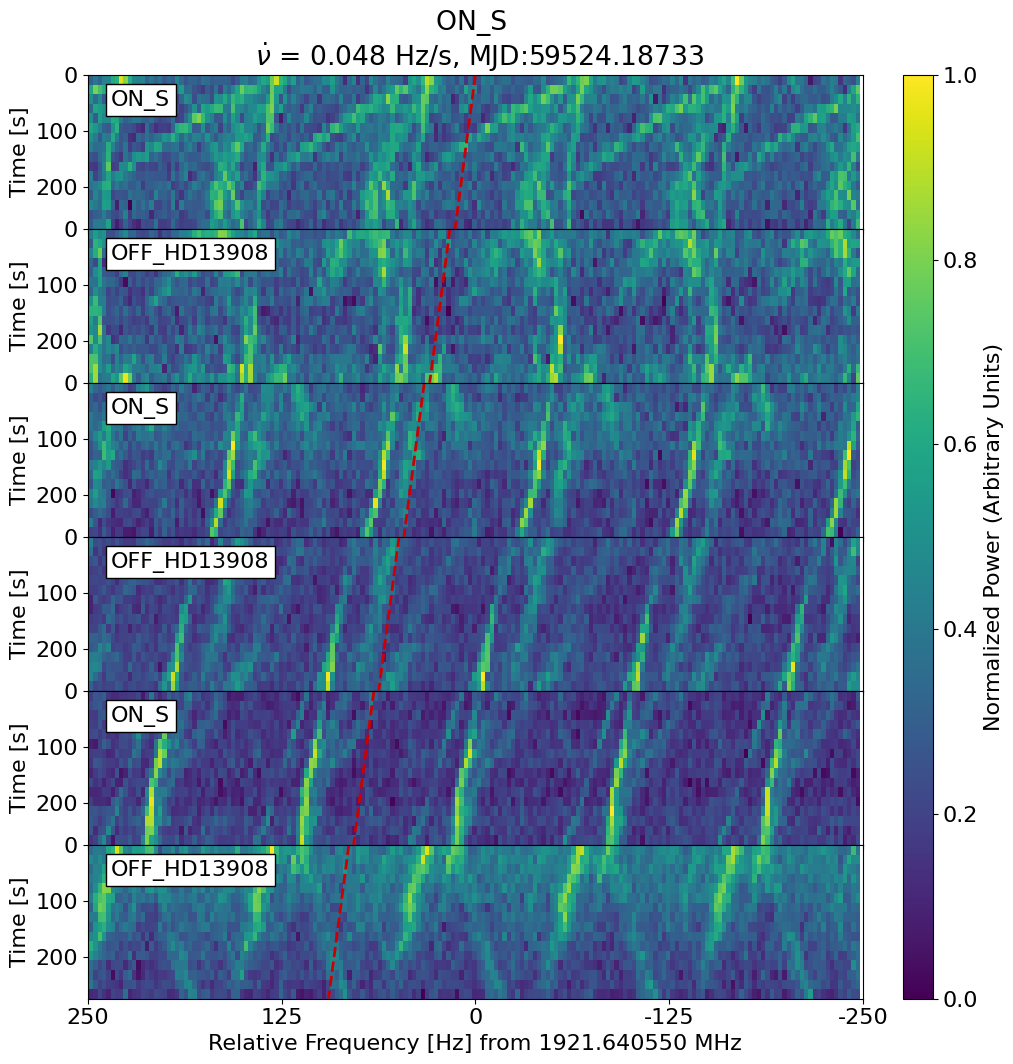 ON_S
ν̇ = 0.048 Hz/s, MJD:59524.18733
0
100
200
Time [s]
ON_S
0
100
200
Time [s]
OFF_HD13908
0
100
200
Time [s]
ON_S
0
100
200
Time [s]
OFF_HD13908
0
100
200
Time [s]
ON_S
0
100
200
Time [s]
OFF_HD13908
250 125 0 -125 -250
Relative Frequency [Hz] from 1921.640550 MHz
1.0
0.8
0.6
0.4
0.2
0.0
Normalized Power (Arbitrary Units)